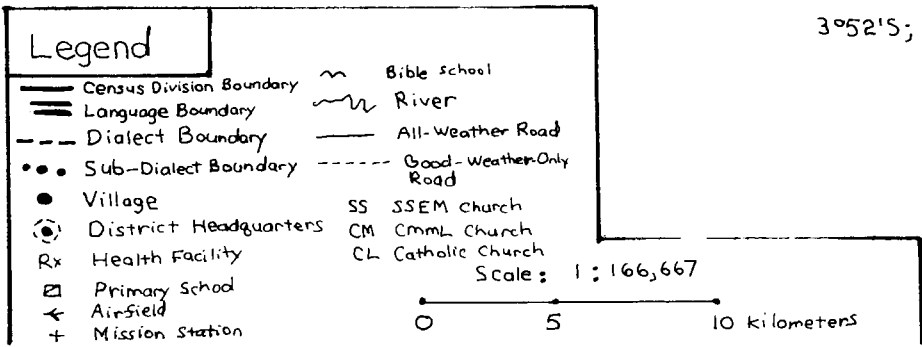 3°52'S;
Legend
Census Division Boundary
Language Boundary
Dialect Boundary
Sub-Dialect Boundary
Village
District Headquarters
Rx Health Facility
Primary School
Airfield
Mission Station
Bible School
River
All-Weather Road
Good-Weather-Only
Road
SS SSEM Church
CM CMML Church
CL Catholic Church
Scale: 1:166,667
0 5 10 kilometers